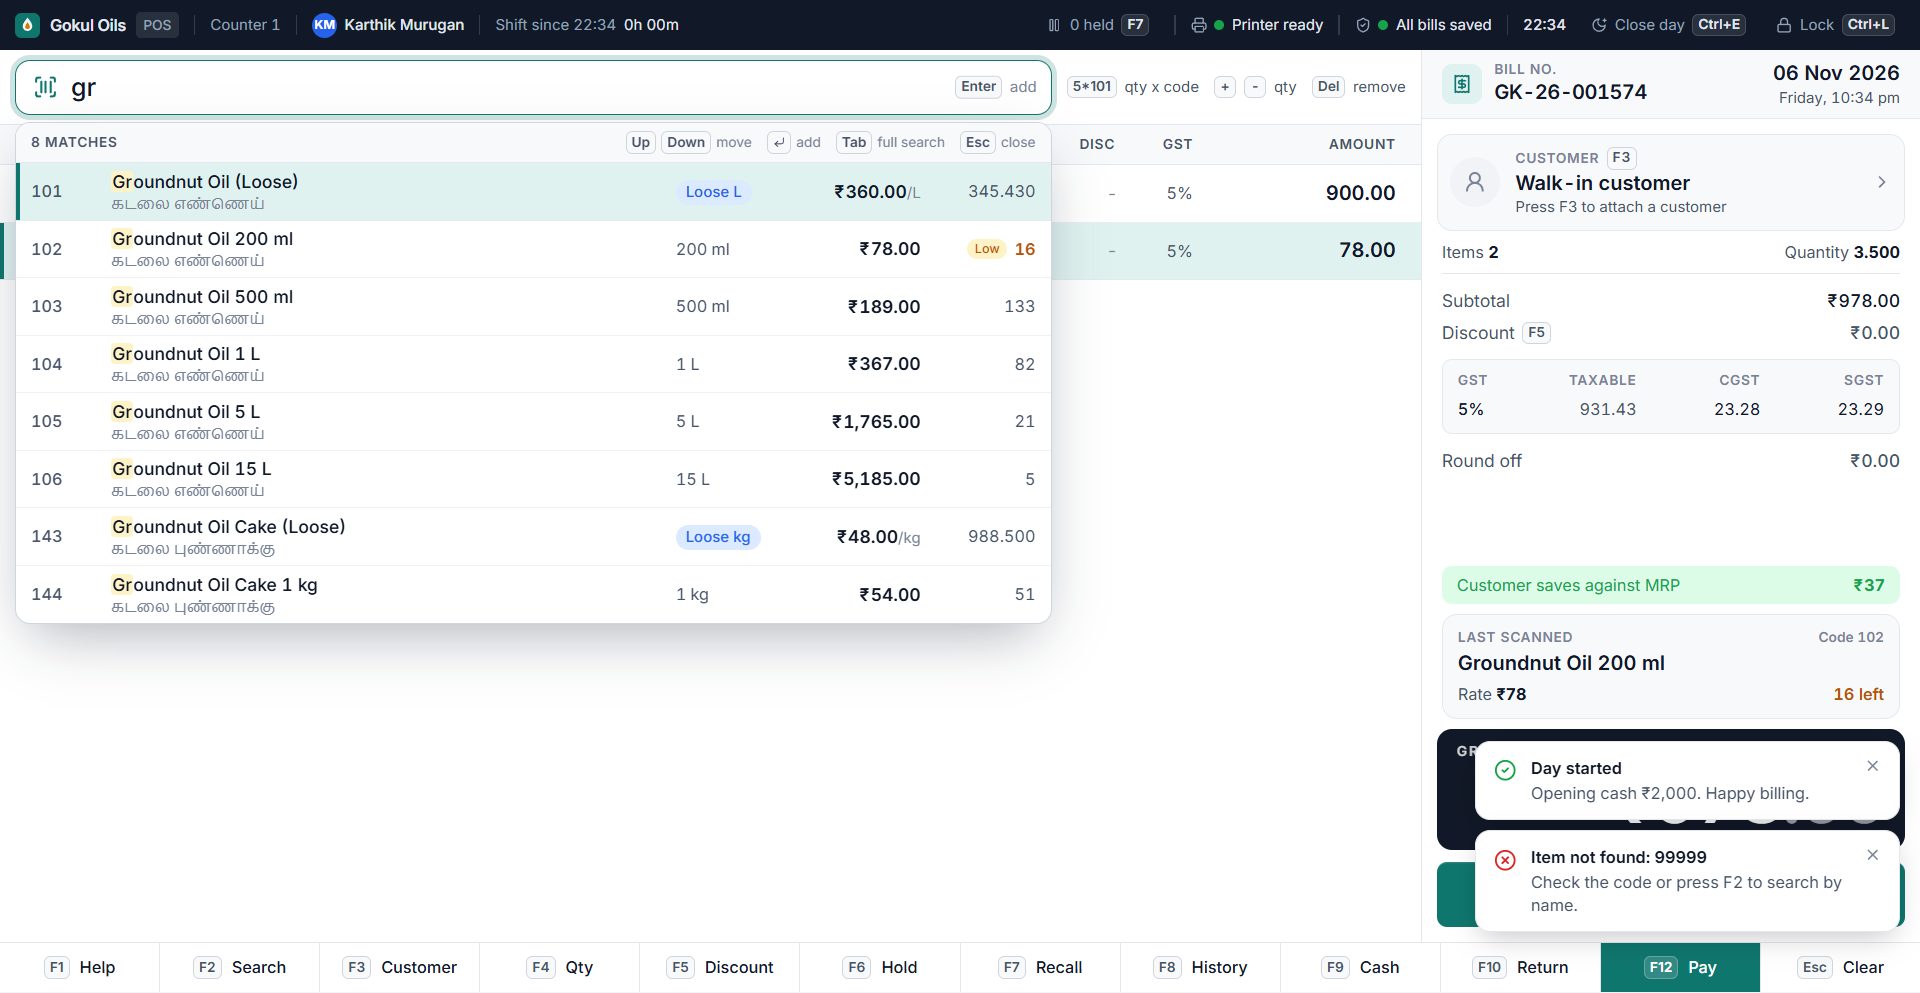 Gokul Oils POS Counter 1 KM Karthik Murugan Shift since 22:34 0h 00m 0 held F7 Printer ready All bills saved 22:34 Close day Ctrl+E Lock Ctrl+L
gr Enter add 5*101 qty x code + - qty Del remove
8 MATCHES Up Down move ↵ add Tab full search Esc close
DISC GST AMOUNT
101 Groundnut Oil (Loose) Loose L ₹360.00/L 345.430
கடலை எண்ணெய்
- 5% 900.00
102 Groundnut Oil 200 ml 200 ml ₹78.00 Low 16
கடலை எண்ணெய்
- 5% 78.00
103 Groundnut Oil 500 ml 500 ml ₹189.00 133
கடலை எண்ணெய்
104 Groundnut Oil 1 L 1 L ₹367.00 82
கடலை எண்ணெய்
105 Groundnut Oil 5 L 5 L ₹1,765.00 21
கடலை எண்ணெய்
106 Groundnut Oil 15 L 15 L ₹5,185.00 5
கடலை எண்ணெய்
143 Groundnut Oil Cake (Loose) Loose kg ₹48.00/kg 988.500
கடலை புண்ணாக்கு
144 Groundnut Oil Cake 1 kg 1 kg ₹54.00 51
கடலை புண்ணாக்கு
BILL NO.
GK-26-001574
06 Nov 2026
Friday, 10:34 pm
CUSTOMER F3
Walk-in customer
Press F3 to attach a customer
Items 2 Quantity 3.500
Subtotal ₹978.00
Discount F5 ₹0.00
GST TAXABLE CGST SGST
5% 931.43 23.28 23.29
Round off ₹0.00
Customer saves against MRP ₹37
LAST SCANNED Code 102
Groundnut Oil 200 ml
Rate ₹78 16 left
Day started
Opening cash ₹2,000. Happy billing.
Item not found: 99999
Check the code or press F2 to search by
name.
F1 Help F2 Search F3 Customer F4 Qty F5 Discount F6 Hold F7 Recall F8 History F9 Cash F10 Return F12 Pay Esc Clear